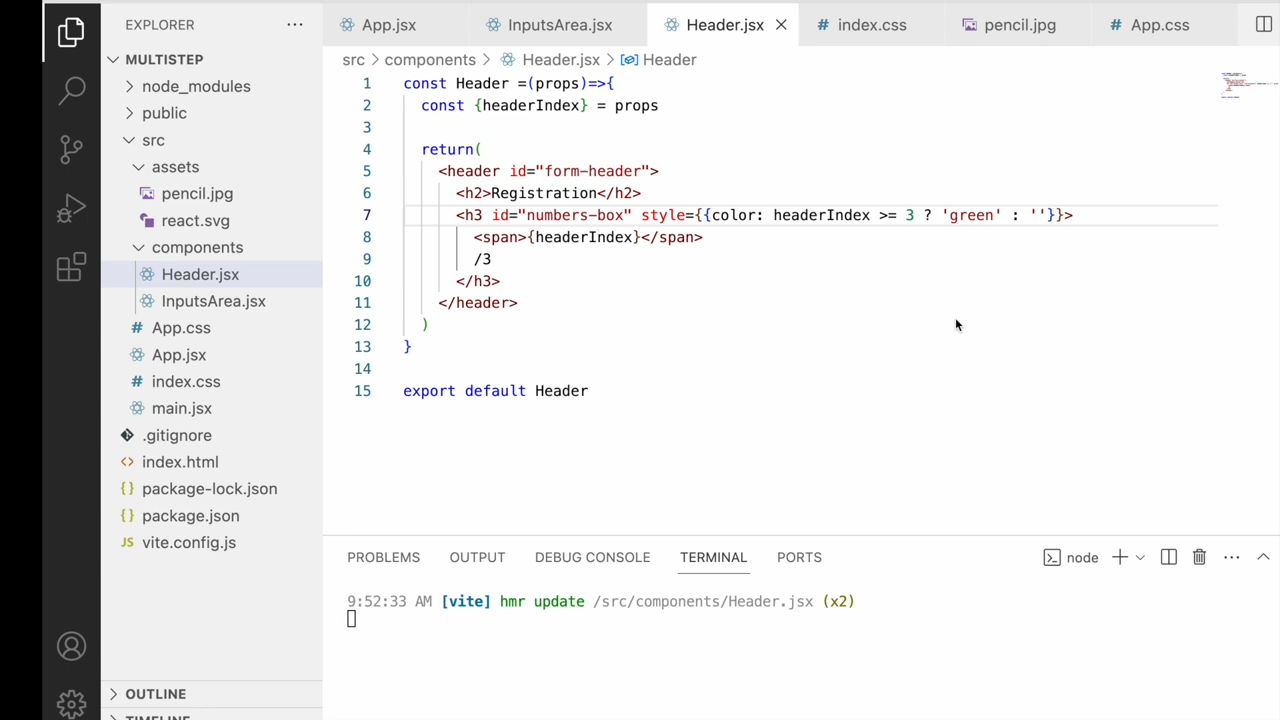 EXPLORER
MULTISTEP
node_modules
public
src
assets
pencil.jpg
react.svg
components
Header.jsx
InputsArea.jsx
App.css
App.jsx
index.css
main.jsx
.gitignore
index.html
package-lock.json
package.json
JS vite.config.js
OUTLINE
TIMELINE
App.jsx InputsArea.jsx Header.jsx index.css pencil.jpg App.css
src > components > Header.jsx > Header
1 const Header =(props)=>{
2 const {headerIndex} = props
3
4 return(
5 <header id="form-header">
6 <h2>Registration</h2>
7 <h3 id="numbers-box" style={{color: headerIndex >= 3 ? 'green' : ''}}>
8 <span>{headerIndex}</span>
9 /3
10 </h3>
11 </header>
12 )
13 }
14
15 export default Header
PROBLEMS OUTPUT DEBUG CONSOLE TERMINAL PORTS node
9:52:33 AM [vite] hmr update /src/components/Header.jsx (x2)